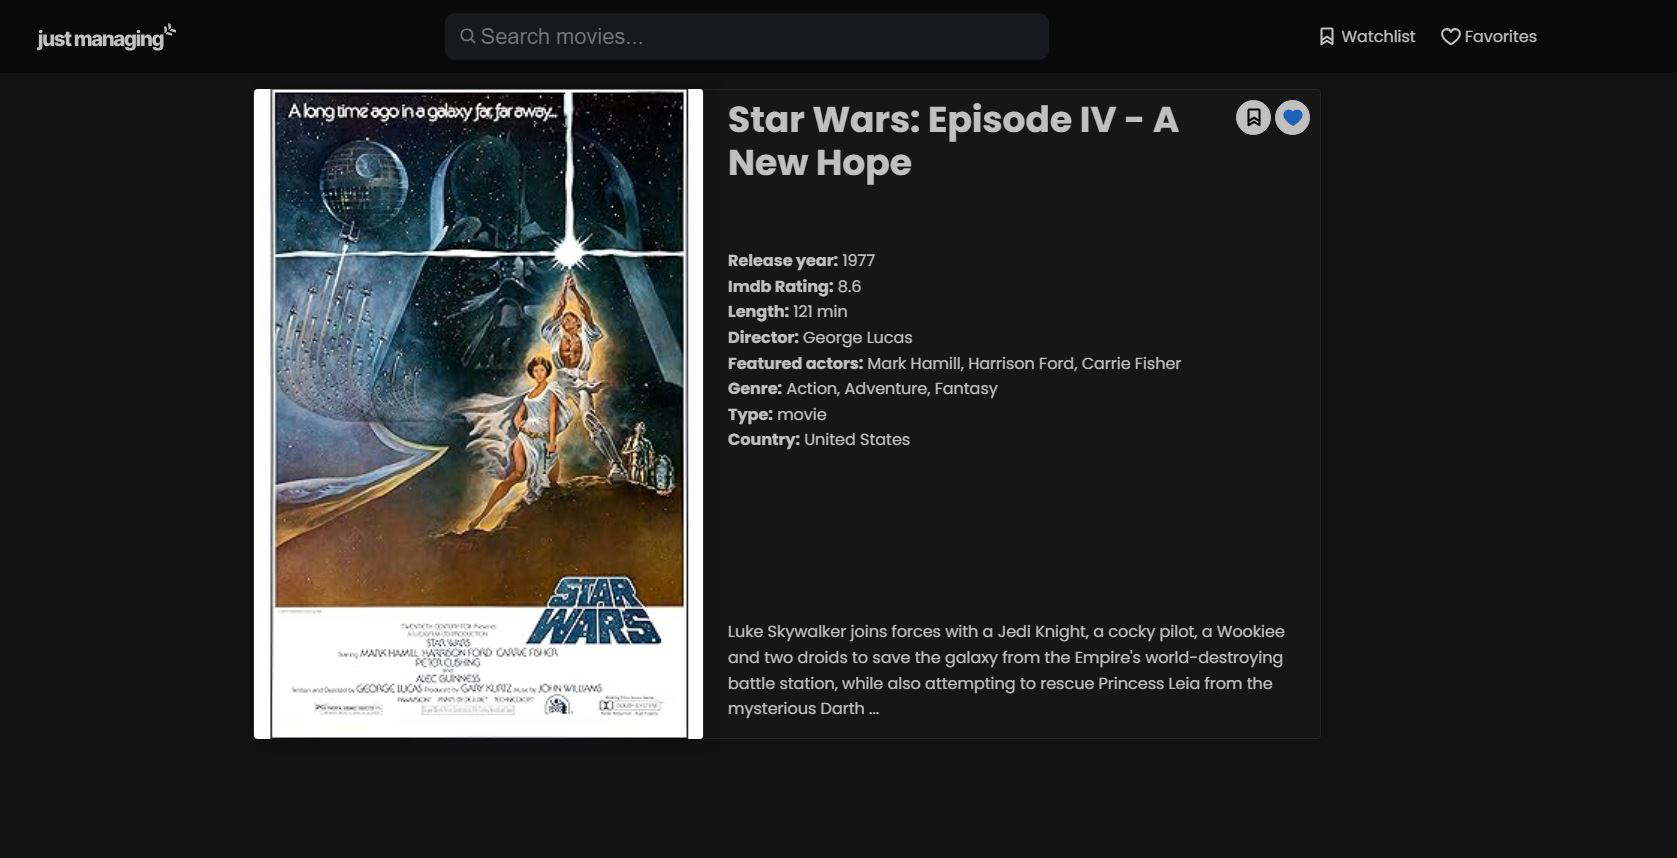 just managing
Search movies...
Watchlist
Favorites
A long time ago in a galaxy far, far away...
STAR
WARS
TWENTIETH CENTURY-FOX Presents
A LUCASFILM LTD PRODUCTION
STAR WARS
Starring MARK HAMILL HARRISON FORD CARRIE FISHER
PETER CUSHING
and
ALEC GUINNESS
Written and Directed by GEORGE LUCAS Produced by GARY KURTZ Music by JOHN WILLIAMS
PANAVISION PRINTS BY DELUXE TECHNICOLOR
PG
DOLBY SYSTEM
Star Wars: Episode IV - A
New Hope
Release year: 1977
Imdb Rating: 8.6
Length: 121 min
Director: George Lucas
Featured actors: Mark Hamill, Harrison Ford, Carrie Fisher
Genre: Action, Adventure, Fantasy
Type: movie
Country: United States
Luke Skywalker joins forces with a Jedi Knight, a cocky pilot, a Wookiee
and two droids to save the galaxy from the Empire's world-destroying
battle station, while also attempting to rescue Princess Leia from the
mysterious Darth ...